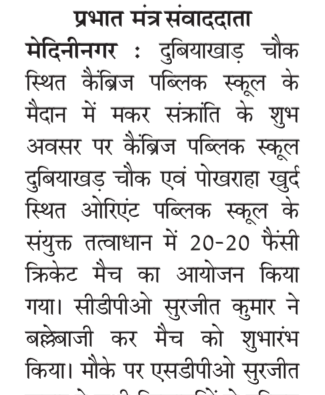 प्रभात मंत्र संवाददाता
मेदिनीनगर : दुबियाखाड़ चौक
स्थित कैंब्रिज पब्लिक स्कूल के
मैदान में मकर संक्रांति के शुभ
अवसर पर कैंब्रिज पब्लिक स्कूल
दुबियाखड़ चौक एवं पोखराहा खुर्द
स्थित ओरिएंट पब्लिक स्कूल के
संयुक्त तत्वाधान में 20-20 फैंसी
क्रिकेट मैच का आयोजन किया
गया। सीडीपीओ सुरजीत कुमार ने
बल्लेबाजी कर मैच को शुभारंभ
किया। मौके पर एसडीपीओ सुरजीत